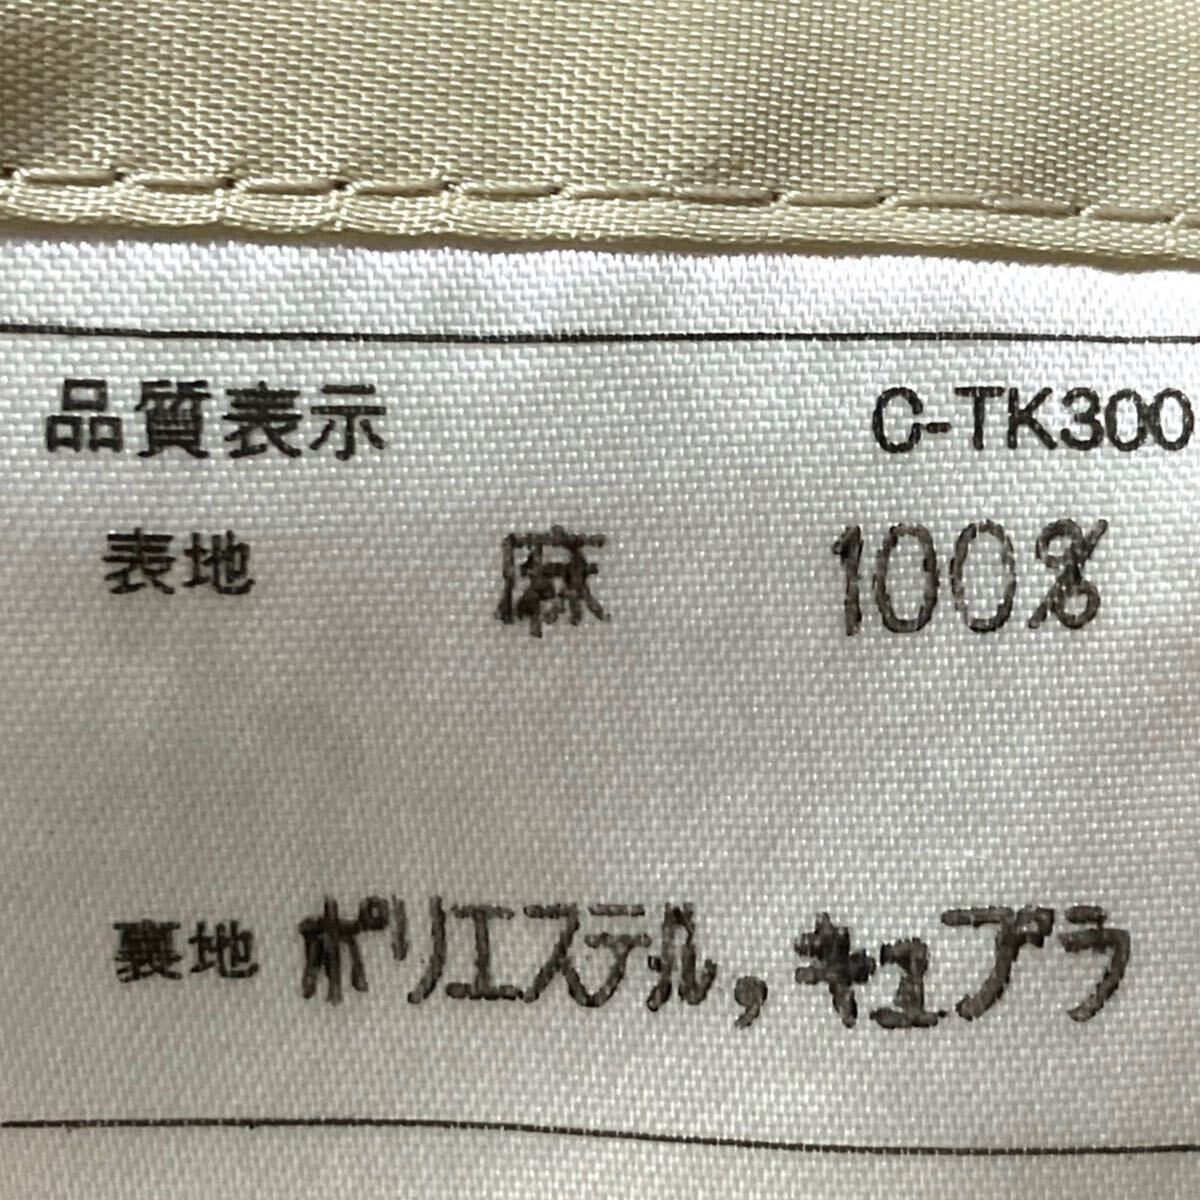 品質表示 C-TK300
表地 麻 100%
裏地 ポリエステル,キュプラ